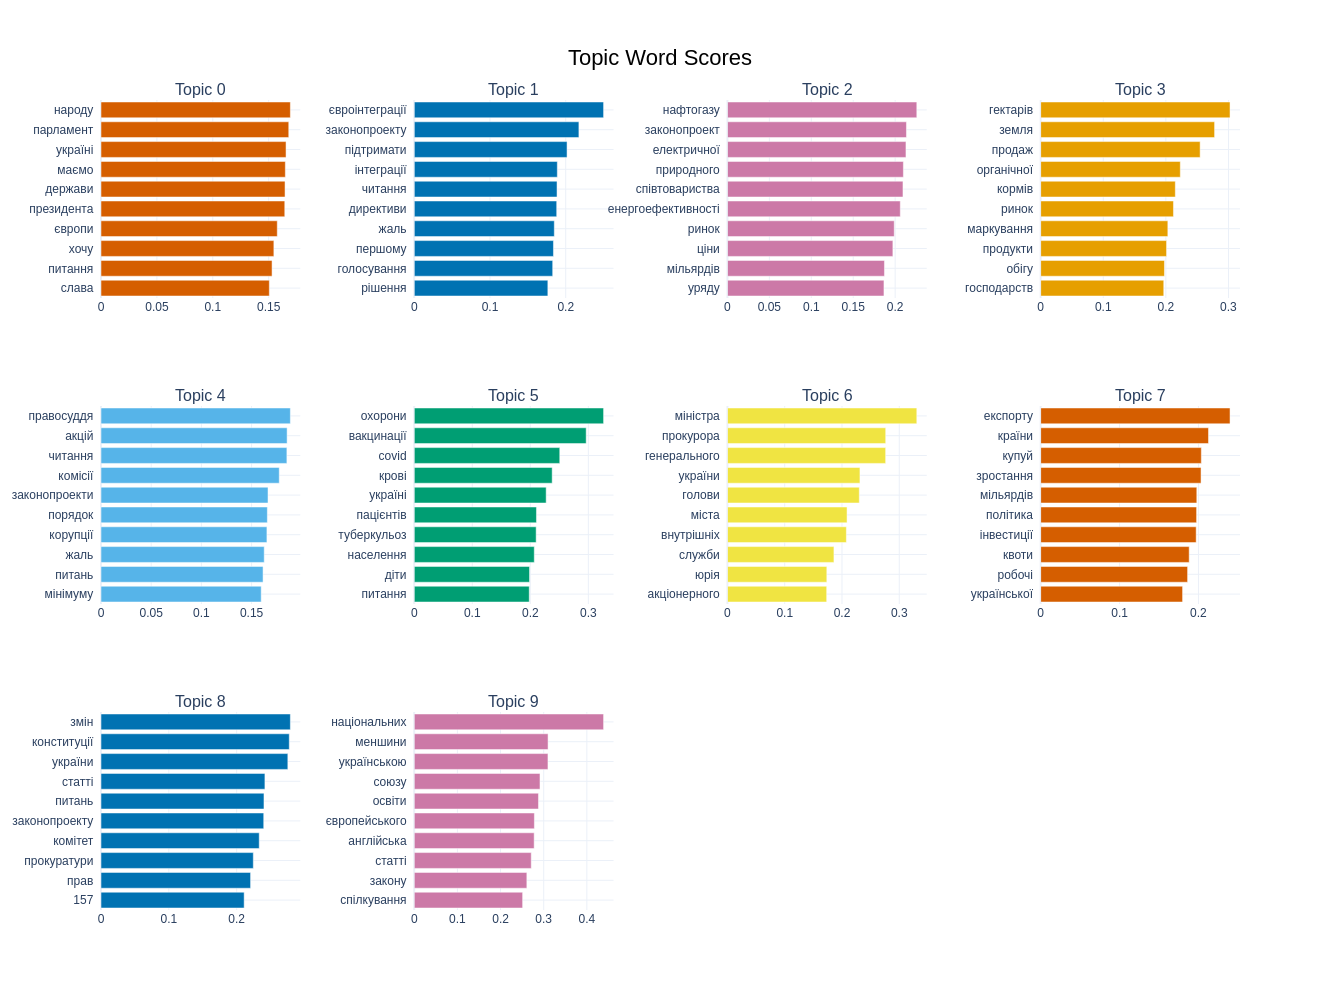 Topic Word Scores
Topic 0
народу
парламент
україні
маємо
держави
президента
європи
хочу
питання
слава
0 0.05 0.1 0.15
Topic 1
євроінтеграції
законопроекту
підтримати
інтеграції
читання
директиви
жаль
першому
голосування
рішення
0 0.1 0.2
Topic 2
нафтогазу
законопроект
електричної
природного
співтовариства
енергоефективності
ринок
ціни
мільярдів
уряду
0 0.05 0.1 0.15 0.2
Topic 3
гектарів
земля
продаж
органічної
кормів
ринок
маркування
продукти
обігу
господарств
0 0.1 0.2 0.3
Topic 4
правосуддя
акцій
читання
комісії
законопроекти
порядок
корупції
жаль
питань
мінімуму
0 0.05 0.1 0.15
Topic 5
охорони
вакцинації
covid
крові
україні
пацієнтів
туберкульоз
населення
діти
питання
0 0.1 0.2 0.3
Topic 6
міністра
прокурора
генерального
україни
голови
міста
внутрішніх
служби
юрія
акціонерного
0 0.1 0.2 0.3
Topic 7
експорту
країни
купуй
зростання
мільярдів
політика
інвестиції
квоти
робочі
української
0 0.1 0.2
Topic 8
змін
конституції
україни
статті
питань
законопроекту
комітет
прокуратури
прав
157
0 0.1 0.2
Topic 9
національних
меншини
українською
союзу
освіти
європейського
англійська
статті
закону
спілкування
0 0.1 0.2 0.3 0.4